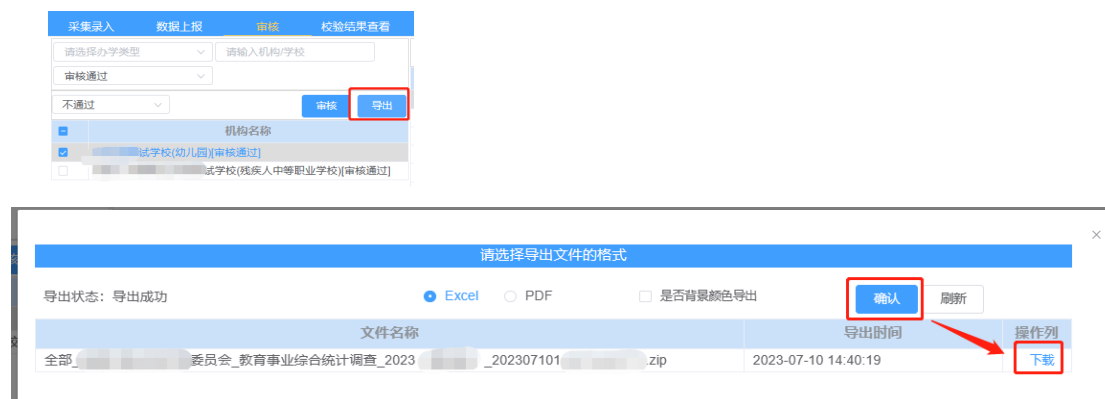 采集录入 数据上报 审核 校验结果查看
请选择办学类型 请输入机构/学校
审核通过
不通过 审核 导出
机构名称
试学校(幼儿园)[审核通过]
试学校(残疾人中等职业学校)[审核通过]
请选择导出文件的格式
导出状态：导出成功 Excel PDF 是否背景颜色导出 确认 刷新
文件名称 导出时间 操作列
全部_ 委员会_教育事业综合统计调查_2023 _202307101 .zip 2023-07-10 14:40:19 下载